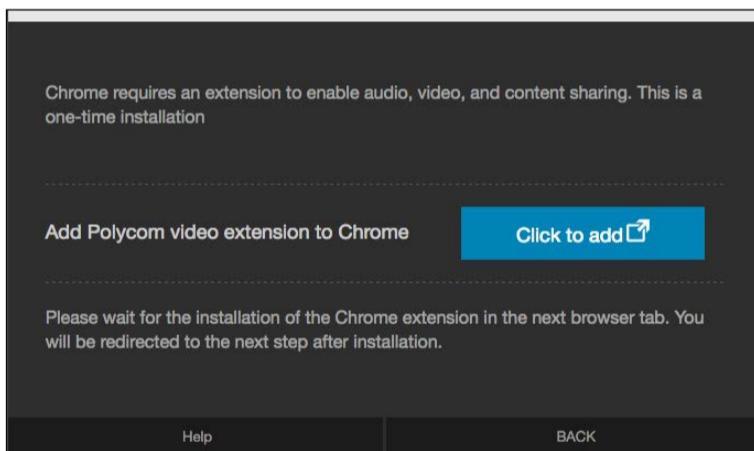 Chrome requires an extension to enable audio, video, and content sharing. This is a
one-time installation
Add Polycom video extension to Chrome
Click to add
Please wait for the installation of the Chrome extension in the next browser tab. You
will be redirected to the next step after installation.
Help
BACK